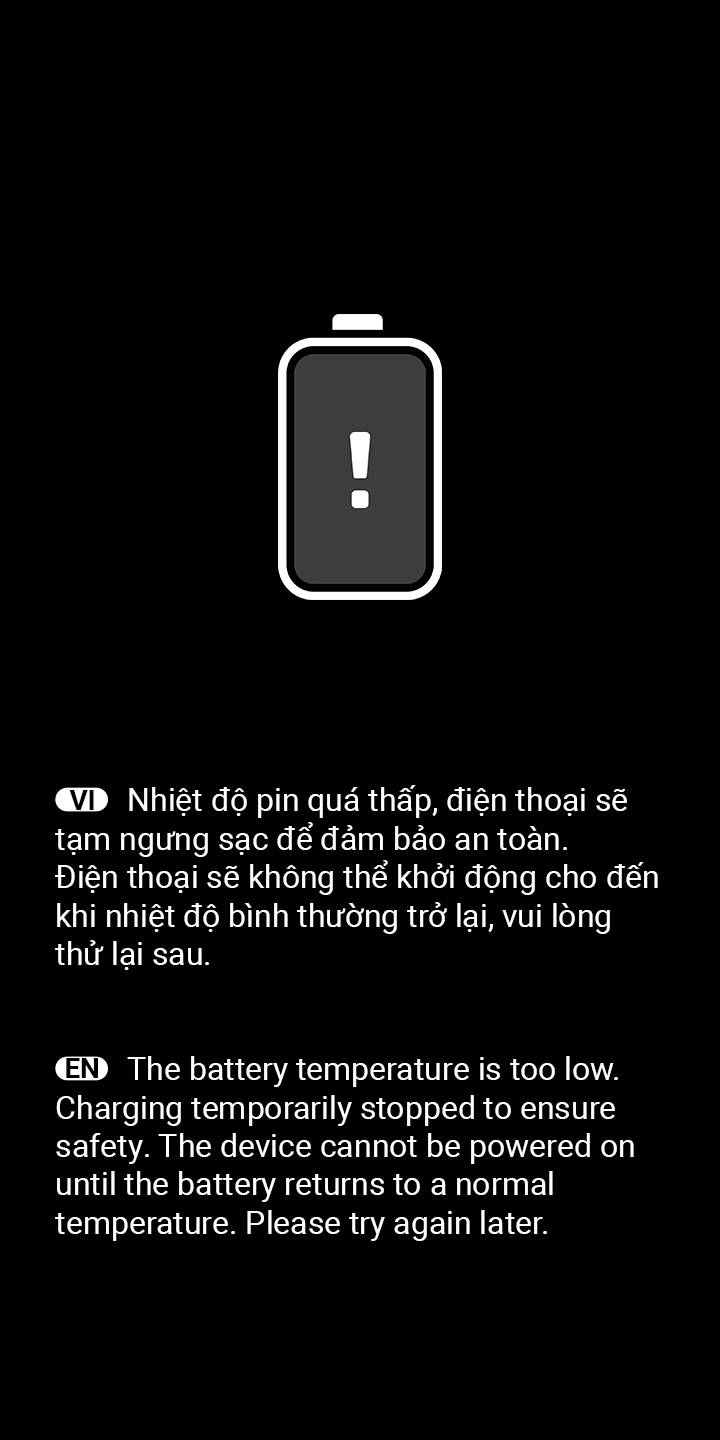 !
VI Nhiệt độ pin quá thấp, điện thoại sẽ
tạm ngưng sạc để đảm bảo an toàn.
Điện thoại sẽ không thể khởi động cho đến
khi nhiệt độ bình thường trở lại, vui lòng
thử lại sau.
EN The battery temperature is too low.
Charging temporarily stopped to ensure
safety. The device cannot be powered on
until the battery returns to a normal
temperature. Please try again later.